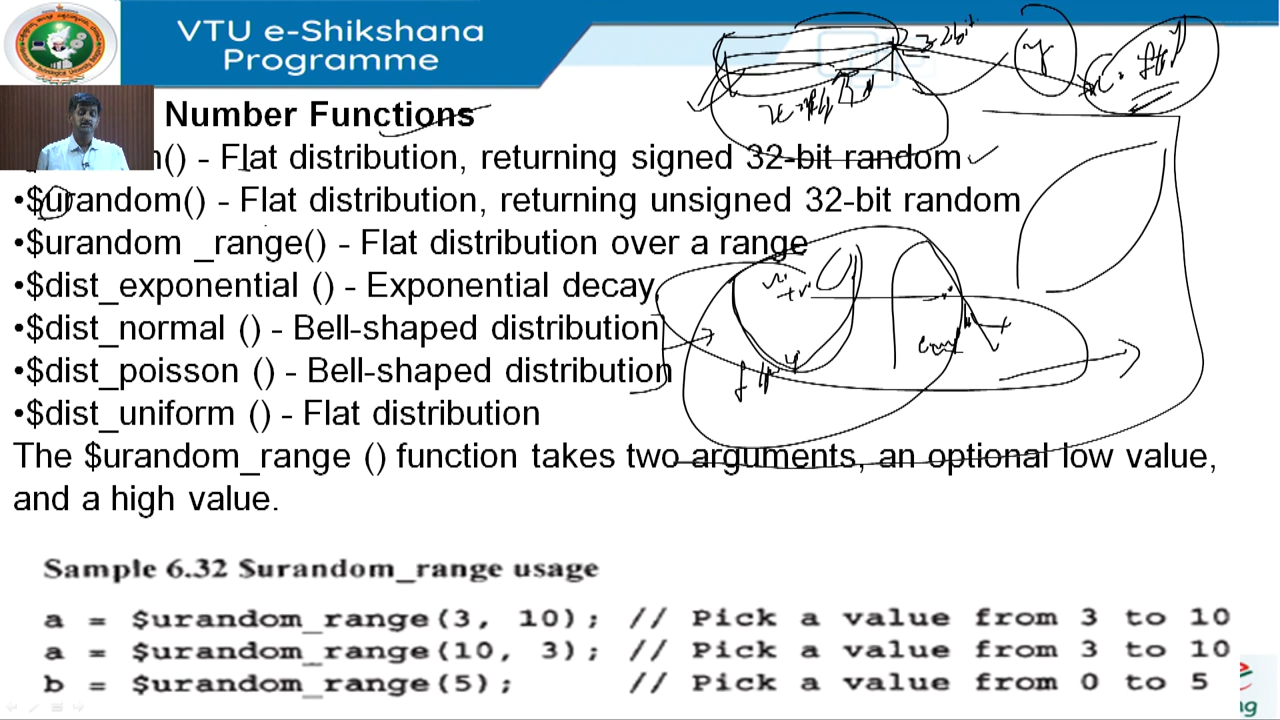 VTU e-Shikshana
Programme
Number Functions
() - Flat distribution, returning signed 32-bit random
•$urandom() - Flat distribution, returning unsigned 32-bit random
•$urandom _range() - Flat distribution over a range
•$dist_exponential () - Exponential decay
•$dist_normal () - Bell-shaped distribution
•$dist_poisson () - Bell-shaped distribution
•$dist_uniform () - Flat distribution
The $urandom_range () function takes two arguments, an optional low value,
and a high value.
Sample 6.32 $urandom_range usage
a = $urandom_range(3, 10); // Pick a value from 3 to 10
a = $urandom_range(10, 3); // Pick a value from 3 to 10
b = $urandom_range(5); // Pick a value from 0 to 5